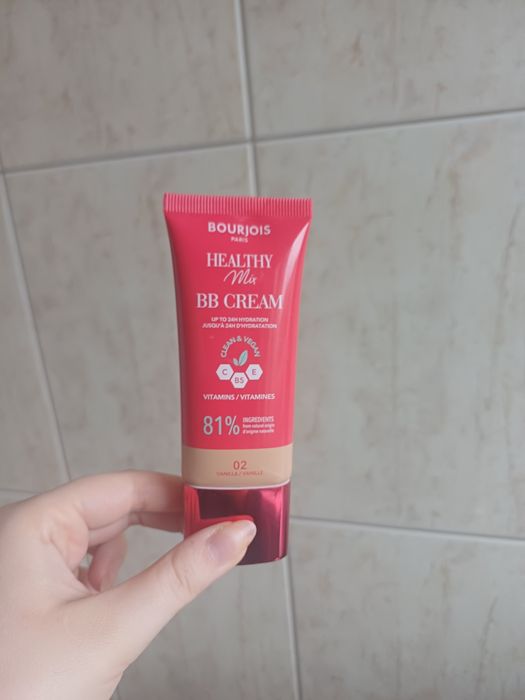 BOURJOIS
PARIS
HEALTHY
Mix
BB CREAM
UP TO 24H HYDRATION
JUSQU'À 24H D'HYDRATATION
CLEAN & VEGAN
C E
B5
VITAMINS / VITAMINES
81% INGREDIENTS
from natural origin
d'origine naturelle
02
VANILLA / VANILLE